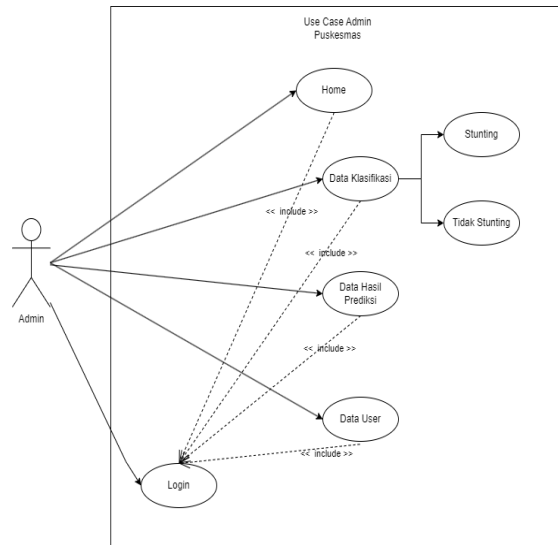 Use Case Admin
Puskesmas
Home
Stunting
Data Klasifikasi
<< include >>
Tidak Stunting
<< include >>
Data Hasil
Prediksi
Admin
<< include >>
Data User
<< include >>
Login